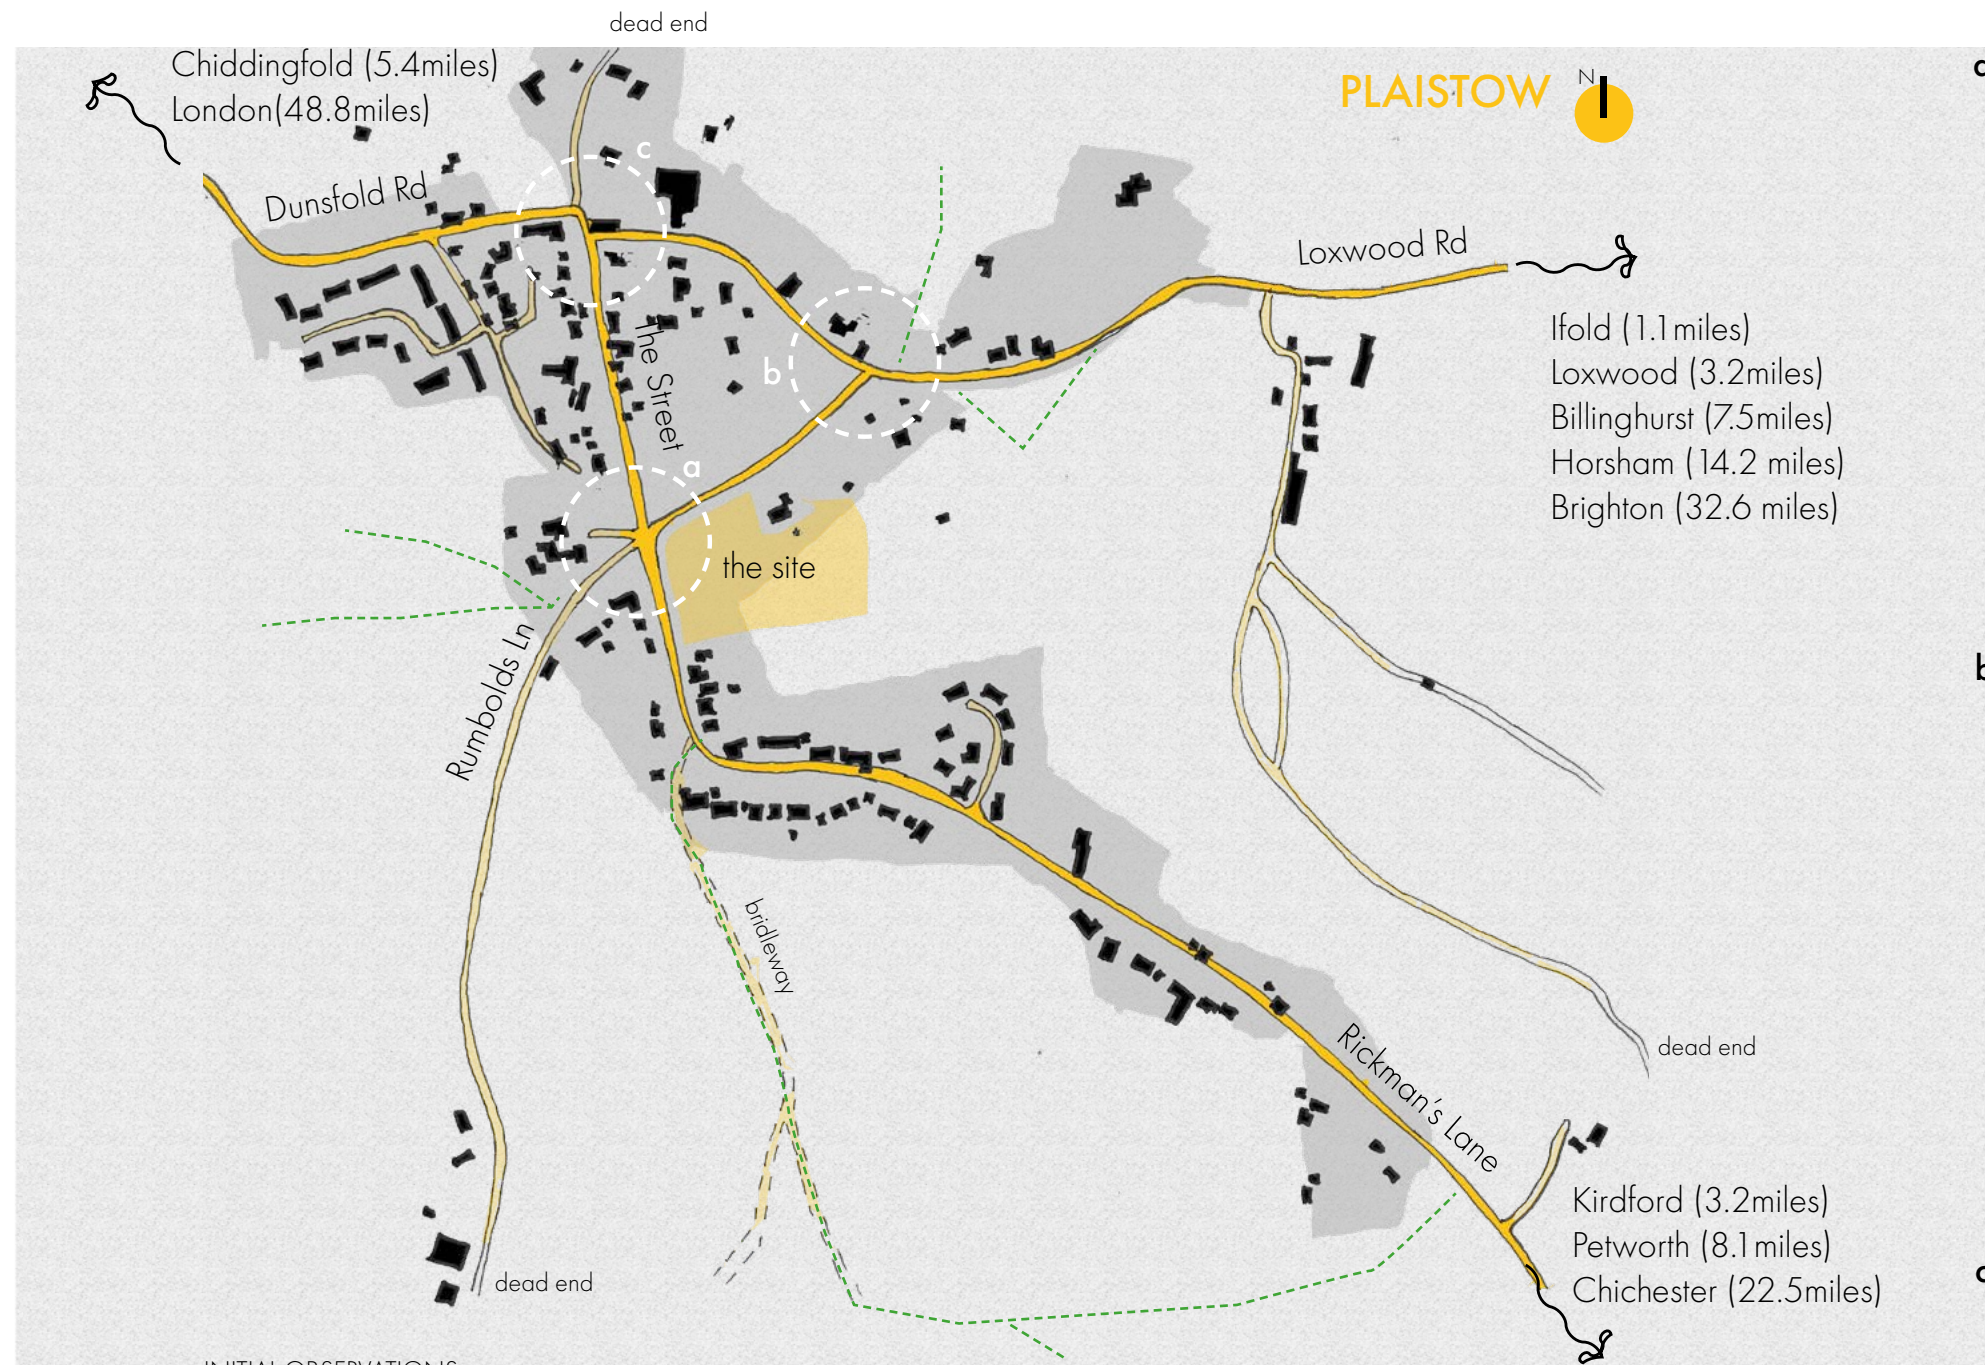 dead end
Chiddingfold (5.4miles)
London(48.8miles)
PLAISTOW
N
c
Dunsfold Rd
Loxwood Rd
Ifold (1.1miles)
Loxwood (3.2miles)
Billinghurst (7.5miles)
Horsham (14.2 miles)
Brighton (32.6 miles)
The Street
b
a
the site
Rumbolds Ln
bridleway
dead end
Rickman's Lane
Kirdford (3.2miles)
Petworth (8.1miles)
Chichester (22.5miles)
dead end